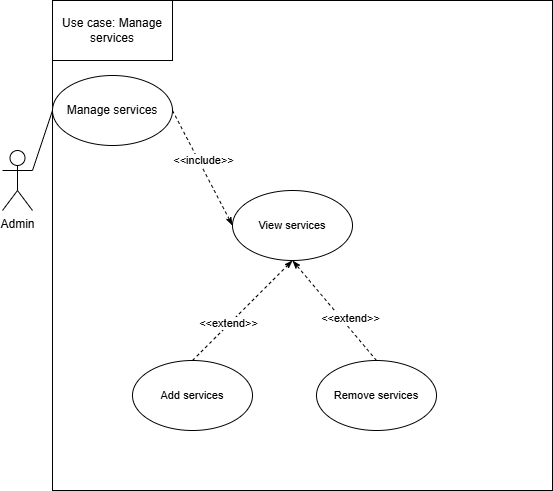 Use case: Manage
services
Manage services
<<include>>
Admin
View services
<<extend>>
<<extend>>
Add services
Remove services